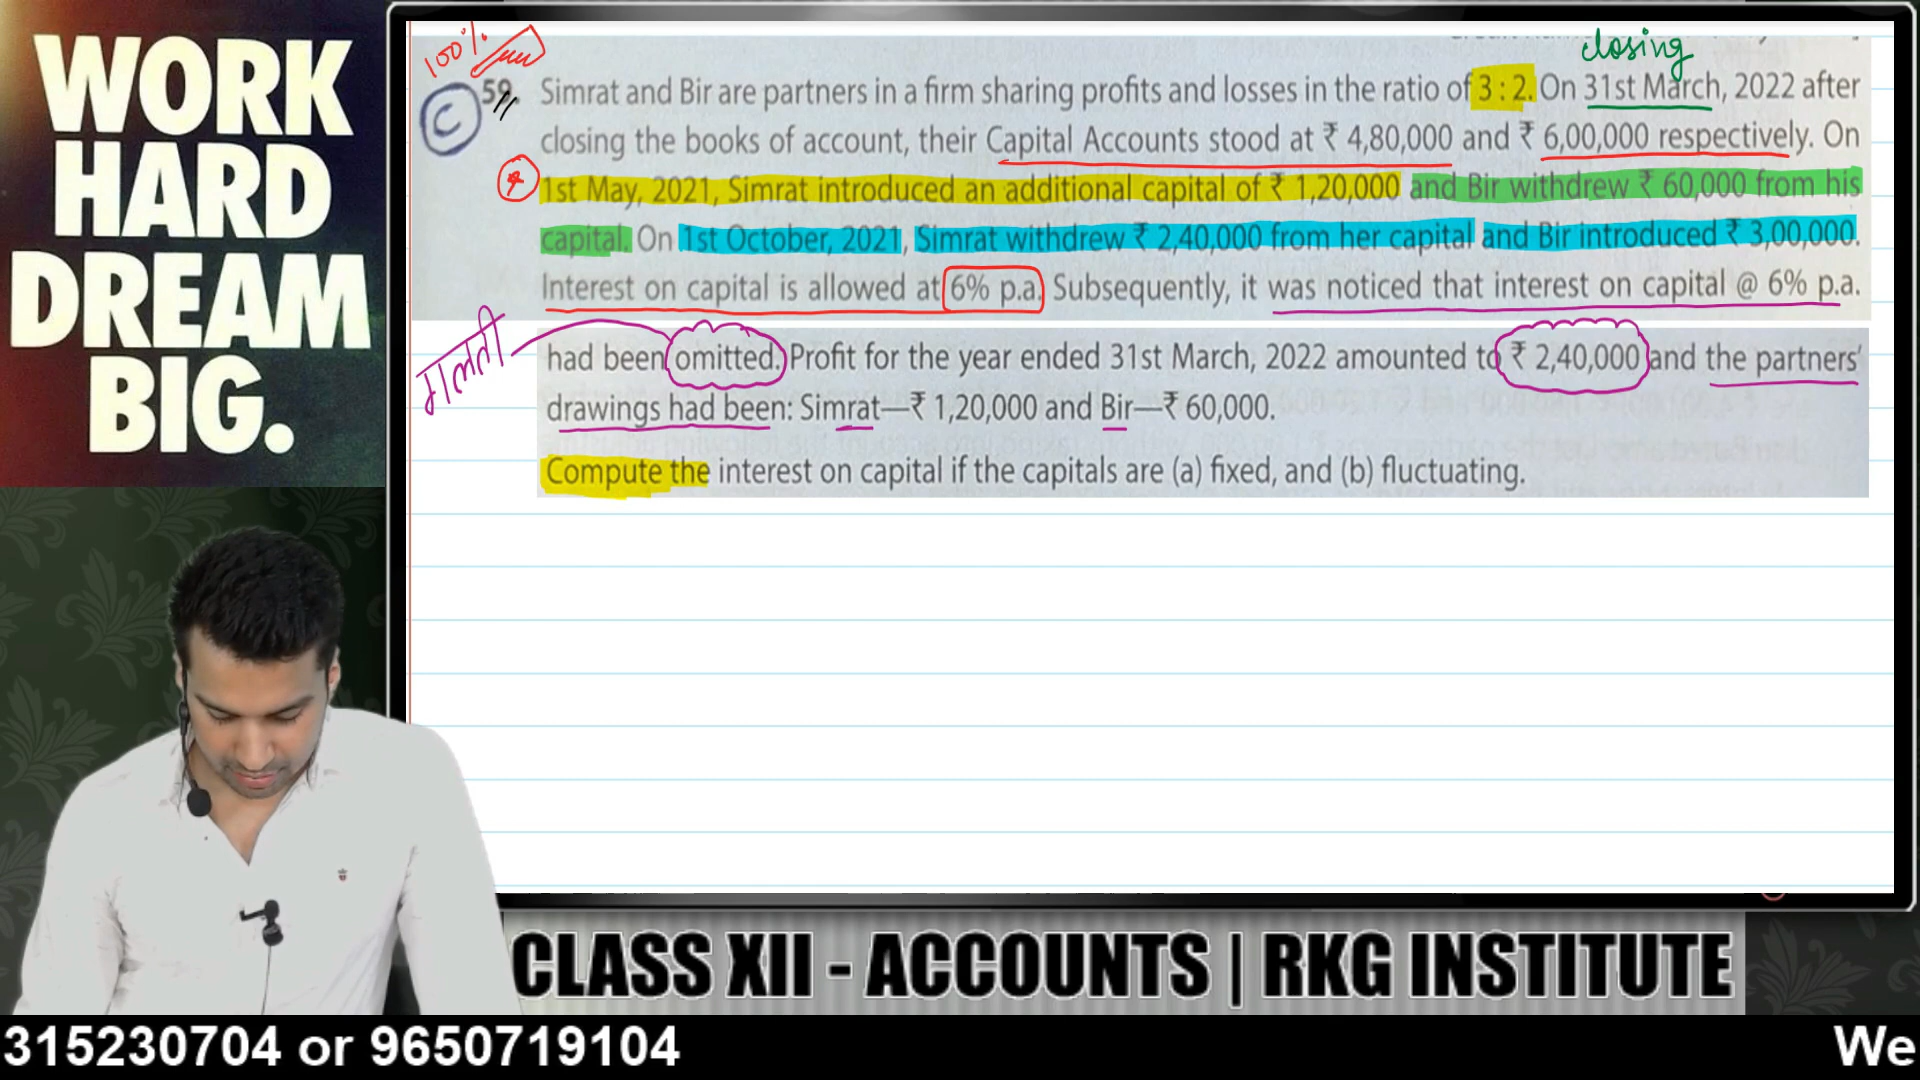 WORK
HARD
DREAM
BIG.
100%
closing
C
59. Simrat and Bir are partners in a firm sharing profits and losses in the ratio of 3 : 2. On 31st March, 2022 after
closing the books of account, their Capital Accounts stood at ₹ 4,80,000 and ₹ 6,00,000 respectively. On
1st May, 2021, Simrat introduced an additional capital of ₹ 1,20,000 and Bir withdrew ₹ 60,000 from his
capital. On 1st October, 2021, Simrat withdrew ₹ 2,40,000 from her capital and Bir introduced ₹ 3,00,000.
Interest on capital is allowed at 6% p.a. Subsequently, it was noticed that interest on capital @ 6% p.a.
गलती
had been omitted. Profit for the year ended 31st March, 2022 amounted to ₹ 2,40,000 and the partners'
drawings had been: Simrat—₹ 1,20,000 and Bir—₹ 60,000.
Compute the interest on capital if the capitals are (a) fixed, and (b) fluctuating.
CLASS XII - ACCOUNTS | RKG INSTITUTE
315230704 or 9650719104
We